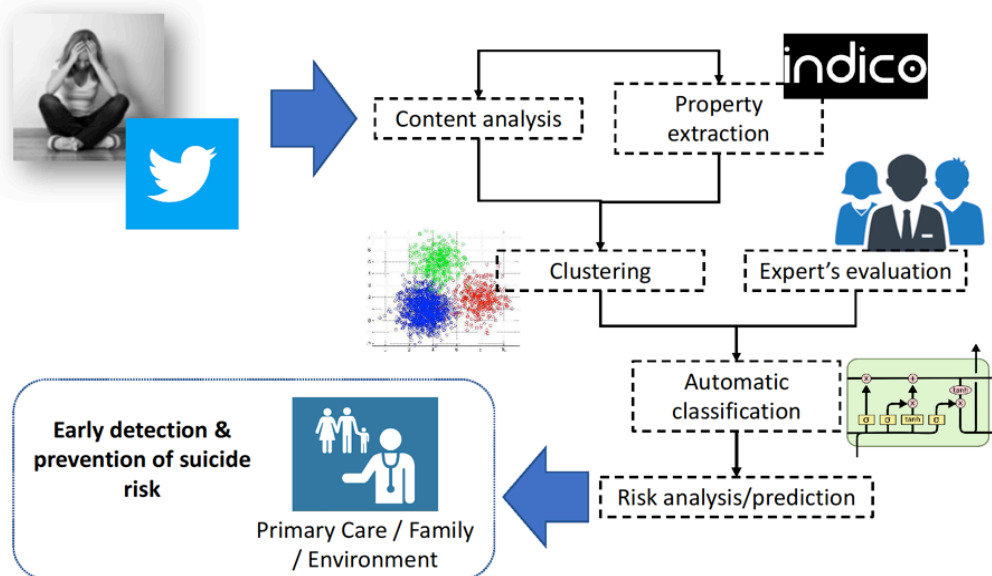 indico
Content analysis
Property
extraction
Clustering
Expert's evaluation
Automatic
classification
tanh
σ
σ
tanh
σ
Risk analysis/prediction
Early detection &
prevention of suicide
risk
Primary Care / Family
/ Environment